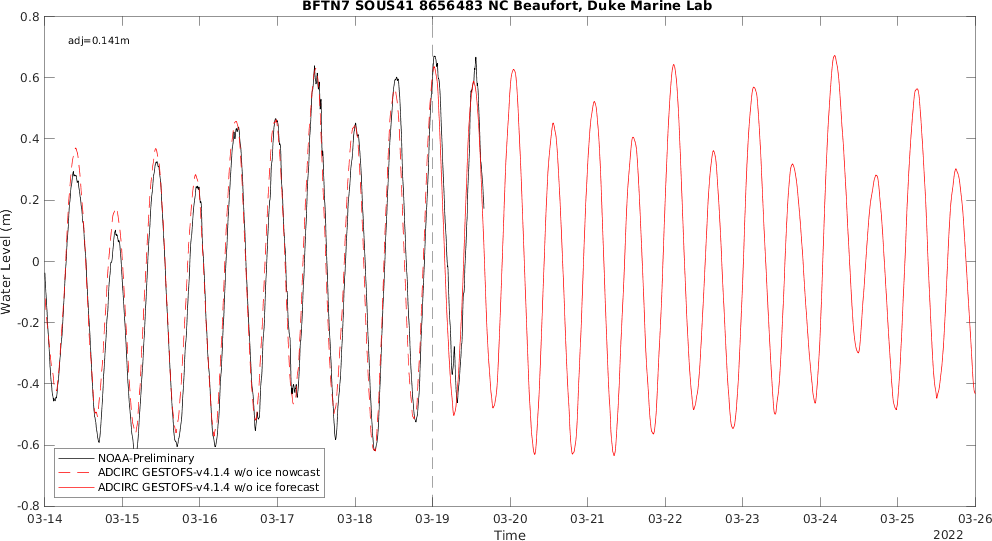 BFTN7 SOUS41 8656483 NC Beaufort, Duke Marine Lab
adj=0.141m
0.8
0.6
0.4
0.2
0
-0.2
-0.4
-0.6
-0.8
Water Level (m)
NOAA-Preliminary
ADCIRC GESTOFS-v4.1.4 w/o ice nowcast
ADCIRC GESTOFS-v4.1.4 w/o ice forecast
03-14 03-15 03-16 03-17 03-18 03-19 03-20 03-21 03-22 03-23 03-24 03-25 03-26
Time
2022